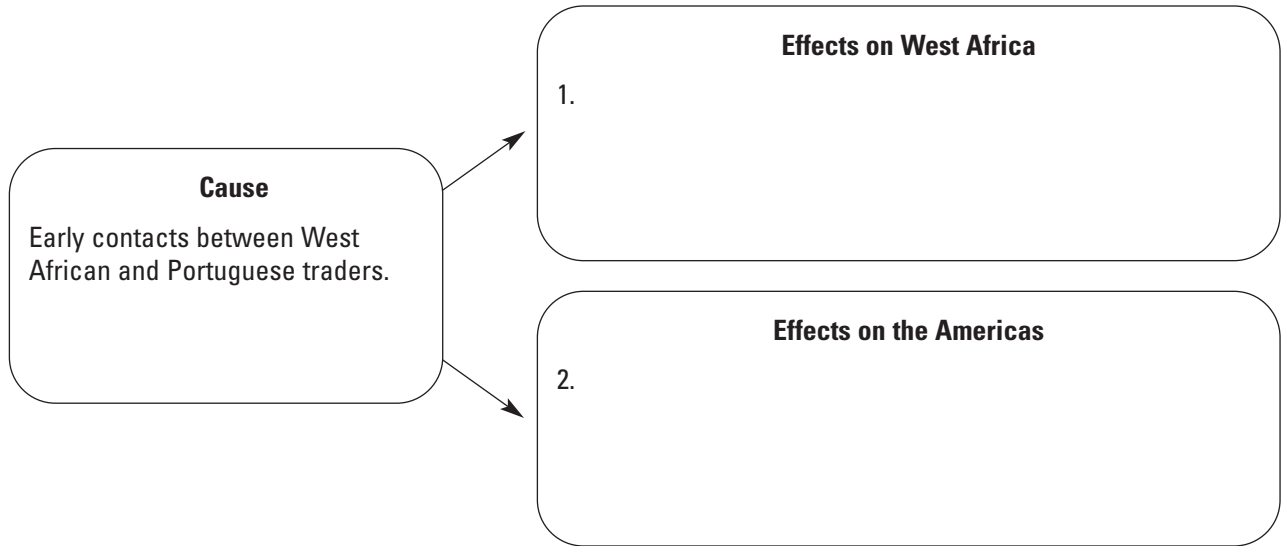 Cause
Early contacts between West
African and Portuguese traders.
Effects on West Africa
1.
Effects on the Americas
2.